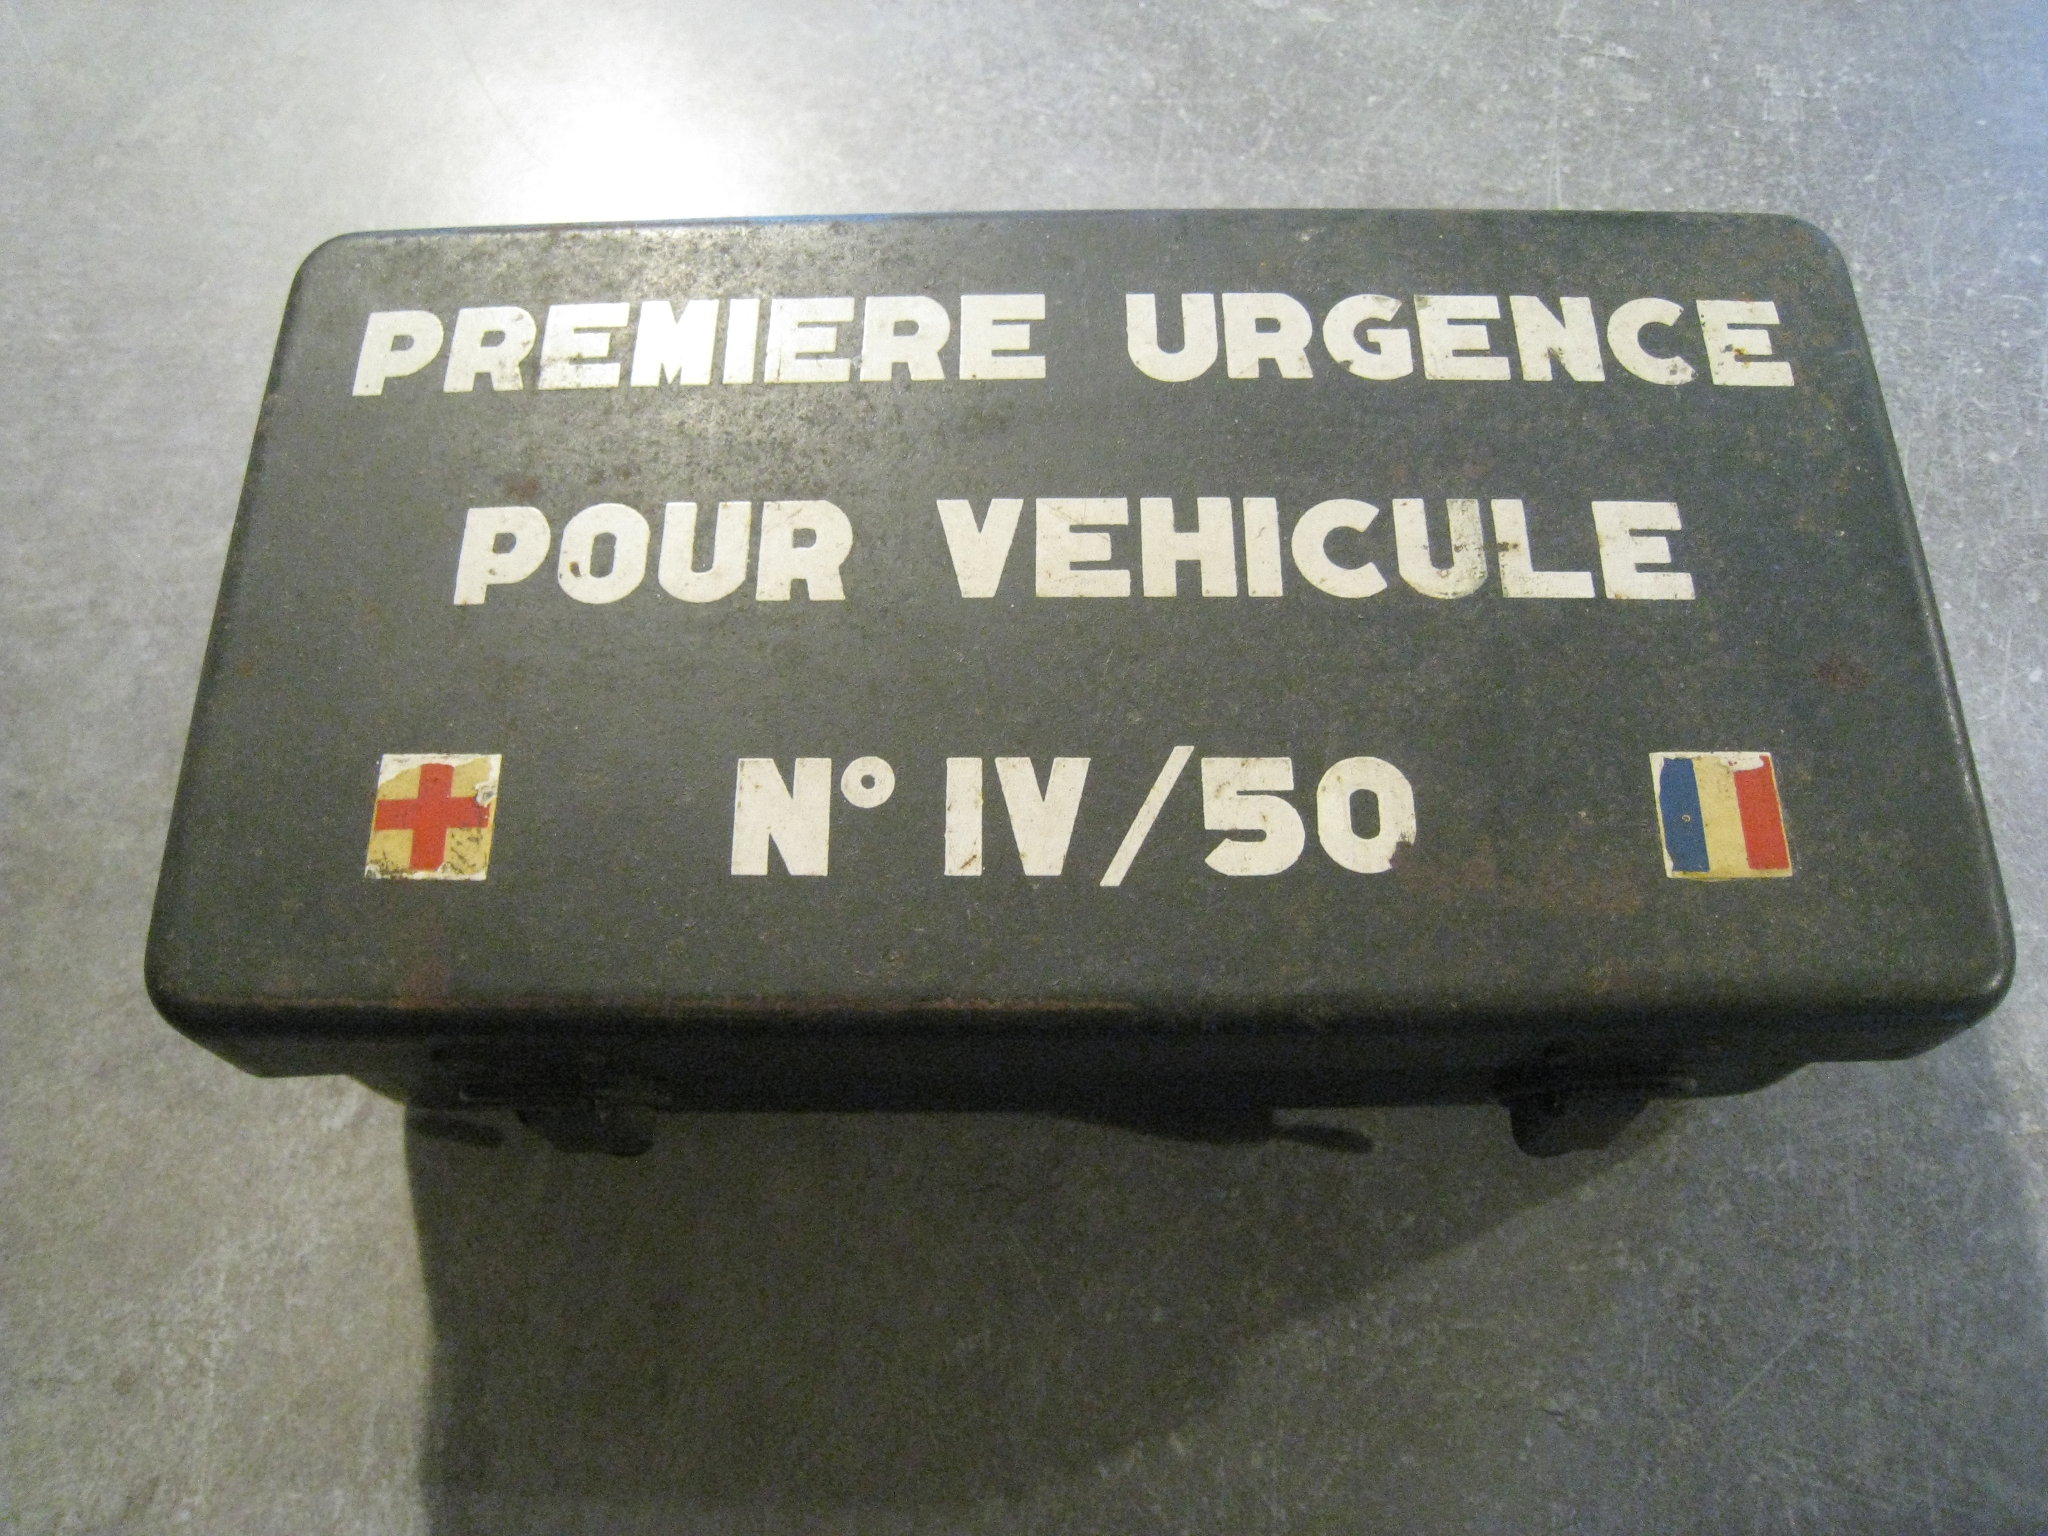 PREMIERE URGENCE
POUR VEHICULE
N° IV/50